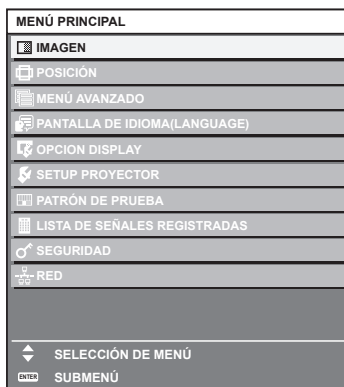 MENÚ PRINCIPAL
IMAGEN
POSICIÓN
MENÚ AVANZADO
PANTALLA DE IDIOMA(LANGUAGE)
OPCION DISPLAY
SETUP PROYECTOR
PATRÓN DE PRUEBA
LISTA DE SEÑALES REGISTRADAS
SEGURIDAD
RED
SELECCIÓN DE MENÚ
ENTER SUBMENÚ